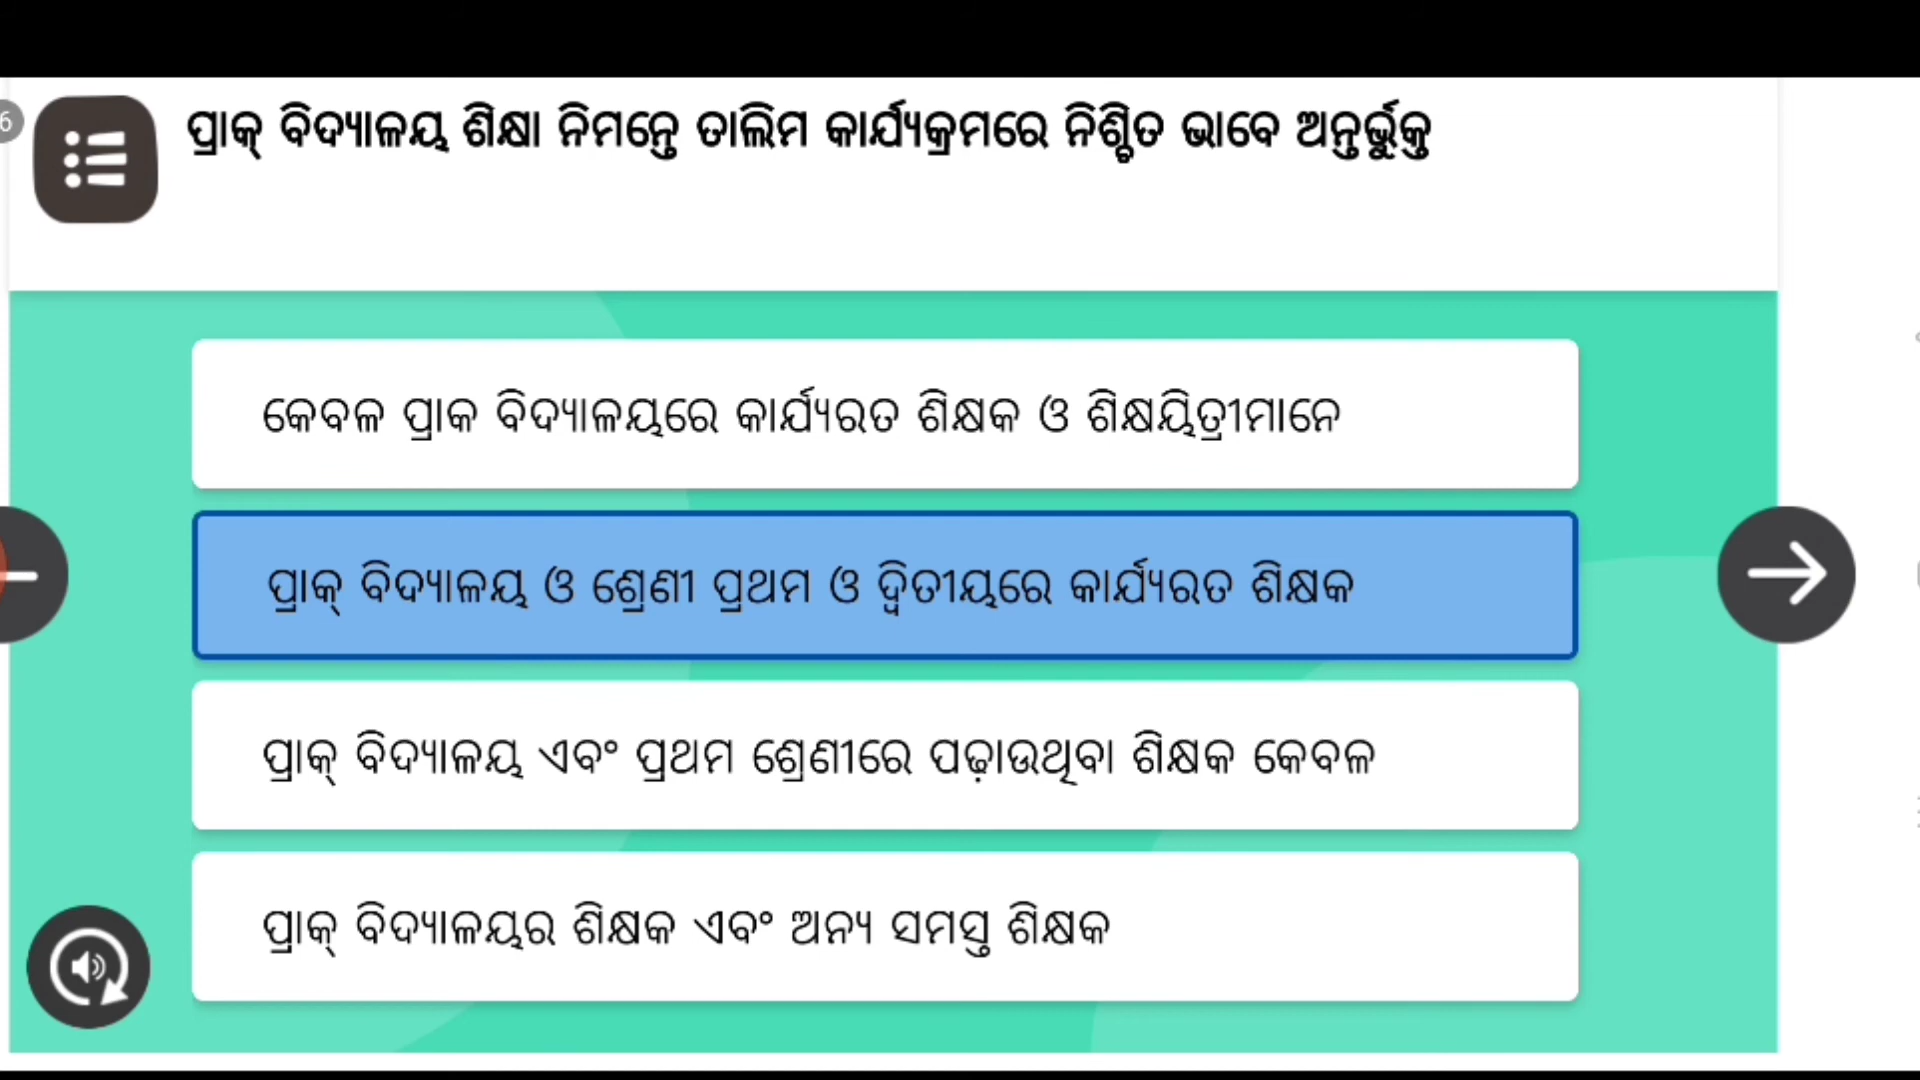 6
ପ୍ରାକ୍ ବିଦ୍ୟାଳୟ ଶିକ୍ଷା ନିମନ୍ତେ ତାଲିମ କାର୍ଯ୍ୟକ୍ରମରେ ନିଶ୍ଚିତ ଭାବେ ଅନ୍ତର୍ଭୁକ୍ତ
କେବଳ ପ୍ରାକ ବିଦ୍ୟାଳୟରେ କାର୍ଯ୍ୟରତ ଶିକ୍ଷକ ଓ ଶିକ୍ଷୟିତ୍ରୀମାନେ
ପ୍ରାକ୍ ବିଦ୍ୟାଳୟ ଓ ଶ୍ରେଣୀ ପ୍ରଥମ ଓ ଦ୍ୱିତୀୟରେ କାର୍ଯ୍ୟରତ ଶିକ୍ଷକ
ପ୍ରାକ୍ ବିଦ୍ୟାଳୟ ଏବଂ ପ୍ରଥମ ଶ୍ରେଣୀରେ ପଢ଼ାଉଥିବା ଶିକ୍ଷକ କେବଳ
ପ୍ରାକ୍ ବିଦ୍ୟାଳୟର ଶିକ୍ଷକ ଏବଂ ଅନ୍ୟ ସମସ୍ତ ଶିକ୍ଷକ